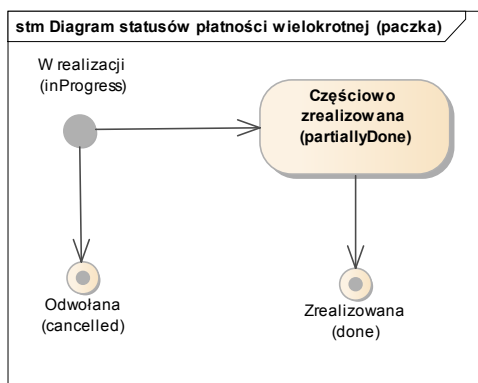 stm Diagram statusów płatności wielokrotnej (paczka)
W realizacji
(inProgress)
Częściowo
zrealizowana
(partiallyDone)
Odwołana
(cancelled)
Zrealizowana
(done)